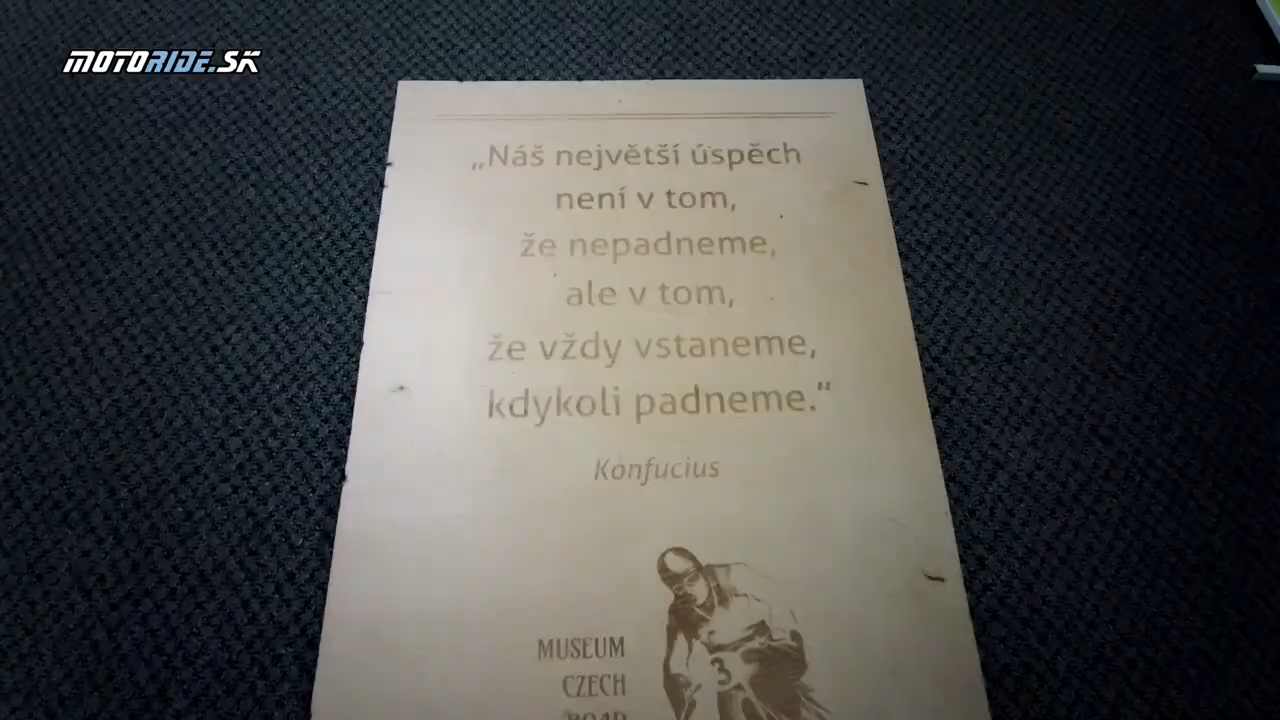 MOTORIDE.SK
„Náš největší úspěch
není v tom,
že nepadneme,
ale v tom,
že vždy vstaneme,
kdykoli padneme."
Konfucius
3
MUSEUM
CZECH
ROAD